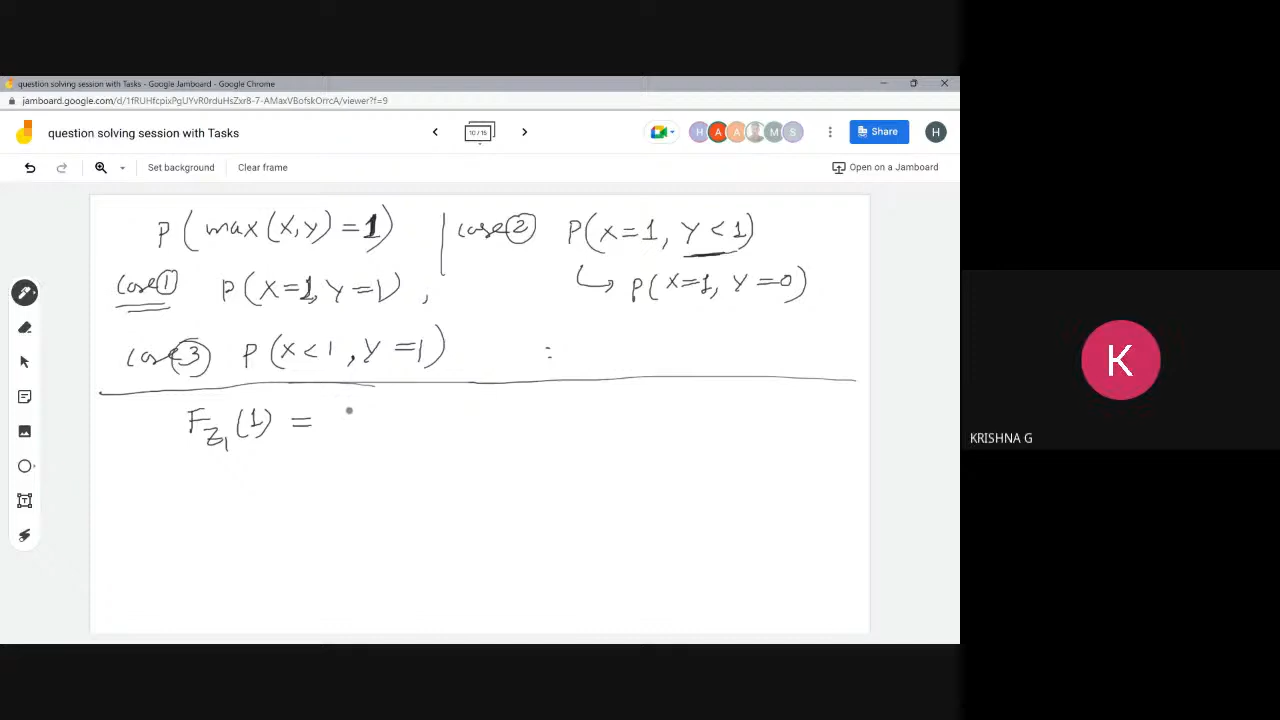 question solving session with Tasks - Google Jamboard - Google Chrome
jamboard.google.com/d/1fRUHfcpixPgUYvR0rduHsZxr8-7-AMaxVBofskOrrcA/viewer?f=9
question solving session with Tasks
10 / 15
H A A M S
Share
H
Set background
Clear frame
Open on a Jamboard
P(max(X,Y)=1)
case ② P(X=1, Y<1)
case ① P(X=1, Y=1),
↳ P(X=1, Y=0)
case ③ P(X<1, Y=1) :
F_{Z_1}(1) =
K
KRISHNA G